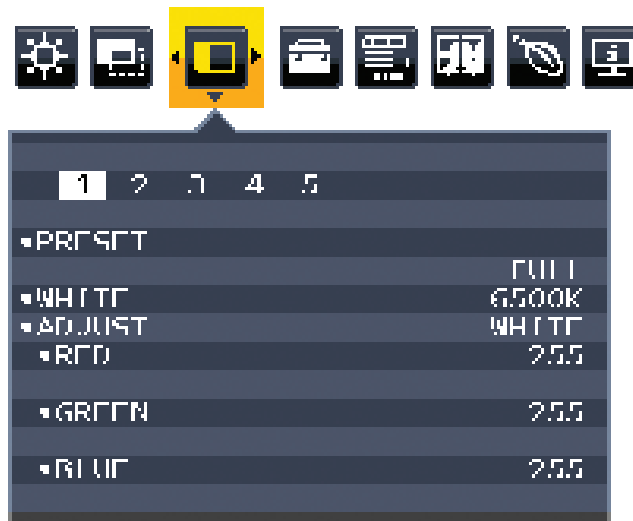 1 2 3 4 5
PRESET
FULL
WHITE 6500K
ADJUST WHITE
RED 255
GREEN 255
BLUE 255